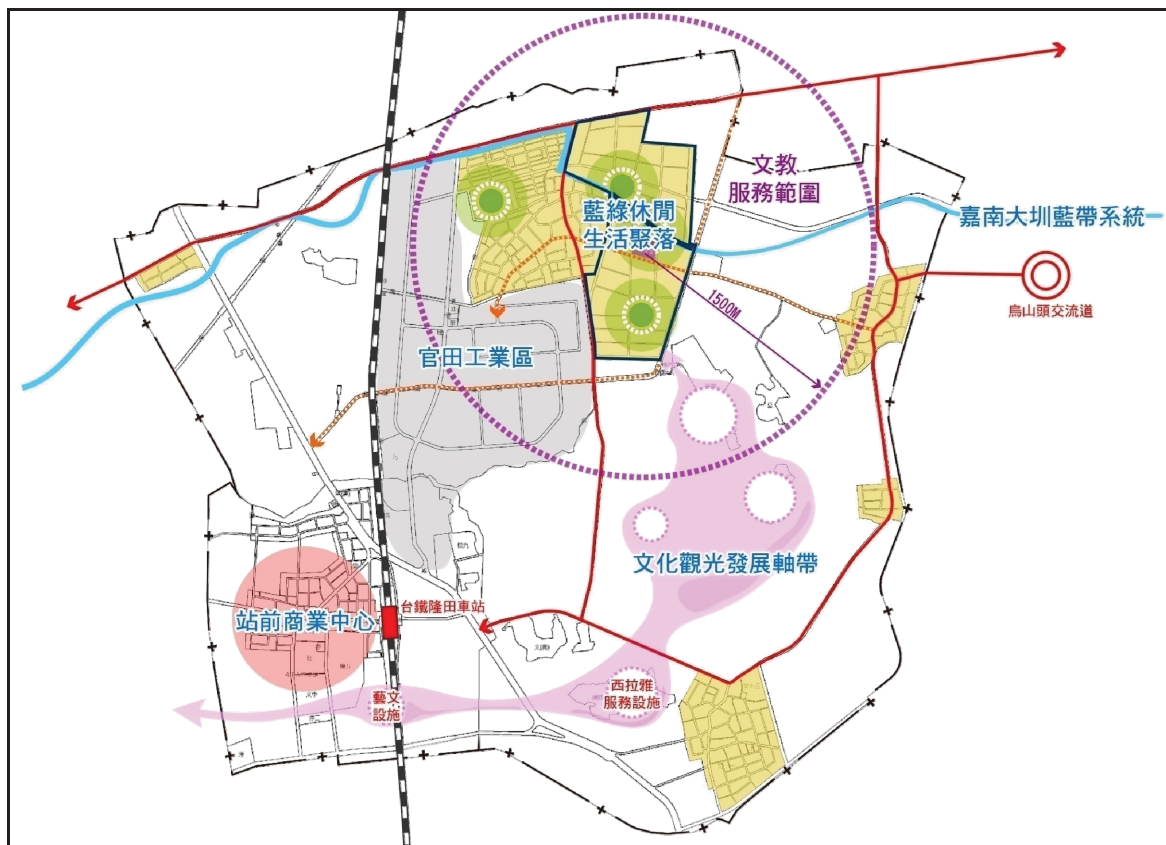 文教
服務範圍
藍綠休閒
生活聚落
嘉南大圳藍帶系統
1500M
烏山頭交流道
官田工業區
文化觀光發展軸帶
台鐵隆田車站
站前商業中心
西拉雅
服務設施
藝文
設施